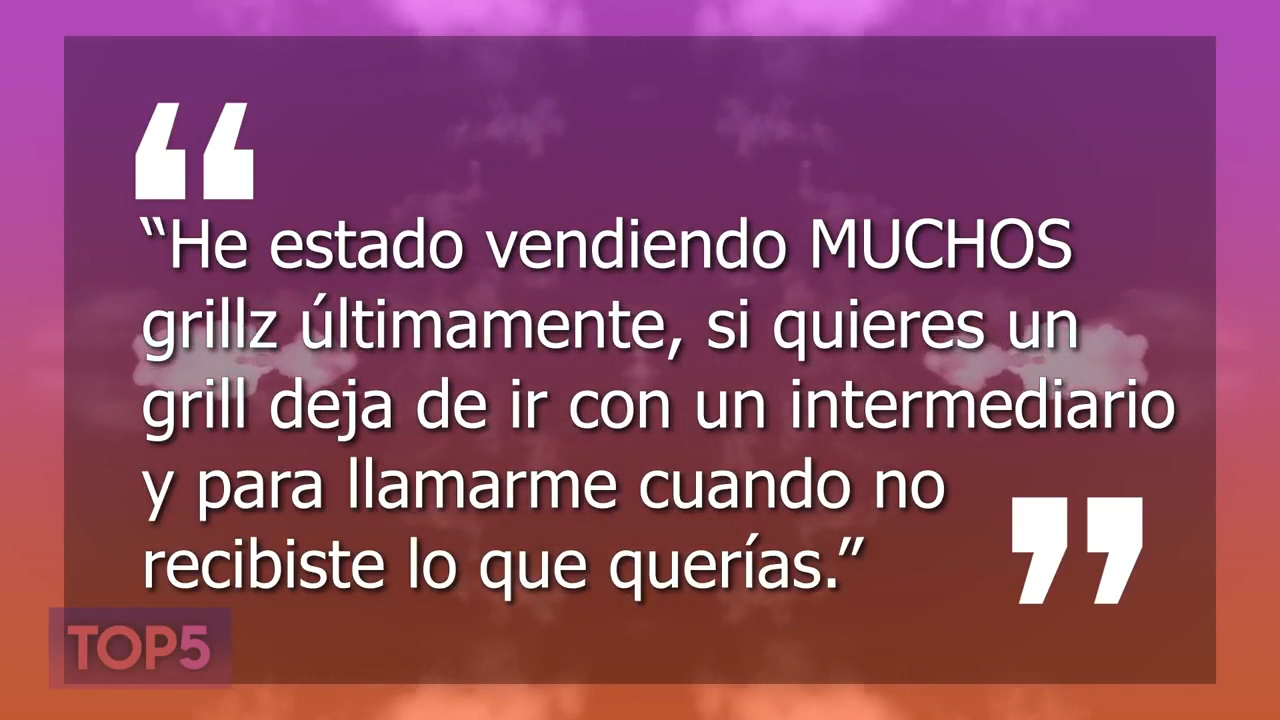 “He estado vendiendo MUCHOS
grillz últimamente, si quieres un
grill deja de ir con un intermediario
y para llamarme cuando no
recibiste lo que querías.”
TOP5